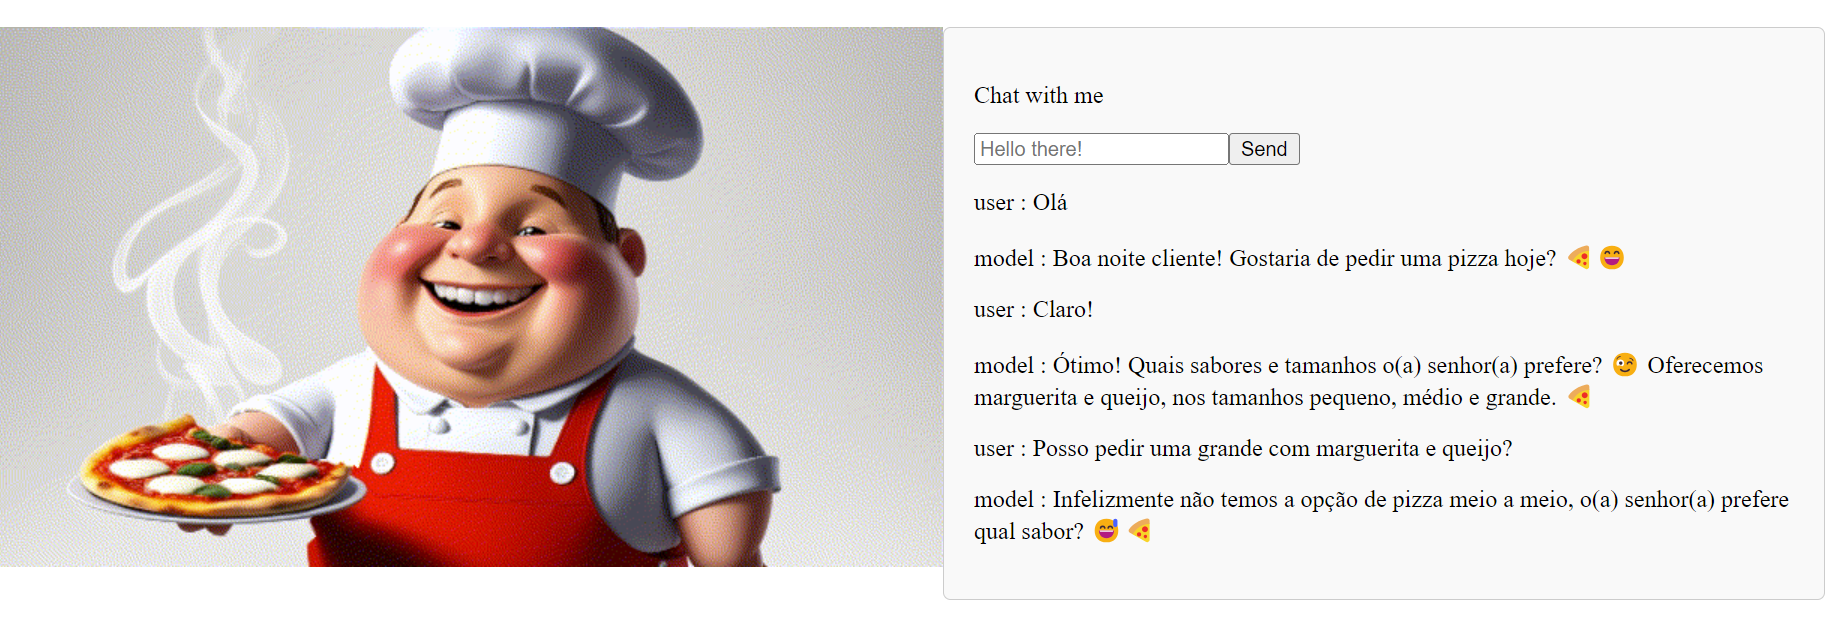 Chat with me
Hello there!
Send
user : Olá
model : Boa noite cliente! Gostaria de pedir uma pizza hoje? 🍕 😄
user : Claro!
model : Ótimo! Quais sabores e tamanhos o(a) senhor(a) prefere? 😉 Oferecemos
marguerita e queijo, nos tamanhos pequeno, médio e grande. 🍕
user : Posso pedir uma grande com marguerita e queijo?
model : Infelizmente não temos a opção de pizza meio a meio, o(a) senhor(a) prefere
qual sabor? 😅 🍕